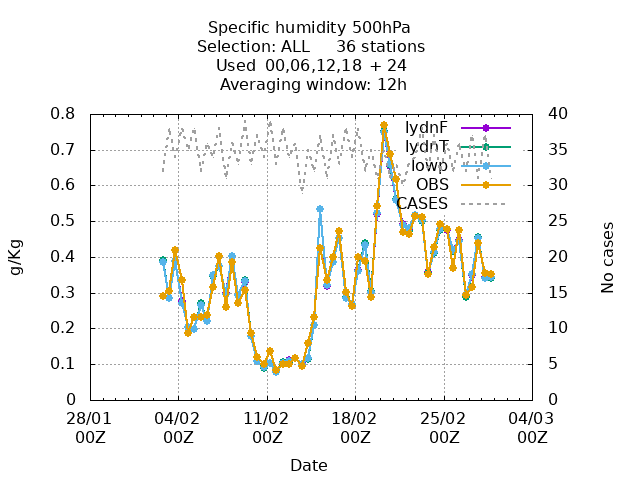 Specific humidity 500hPa
Selection: ALL 36 stations
Used 00,06,12,18 + 24
Averaging window: 12h
0.8
0.7
0.6
0.5
0.4
0.3
0.2
0.1
0
g/Kg
40
35
30
25
20
15
10
5
0
No cases
lydnF
lydnT
lowp
OBS
CASES
28/01 04/02 11/02 18/02 25/02 04/03
00Z 00Z 00Z 00Z 00Z 00Z
Date